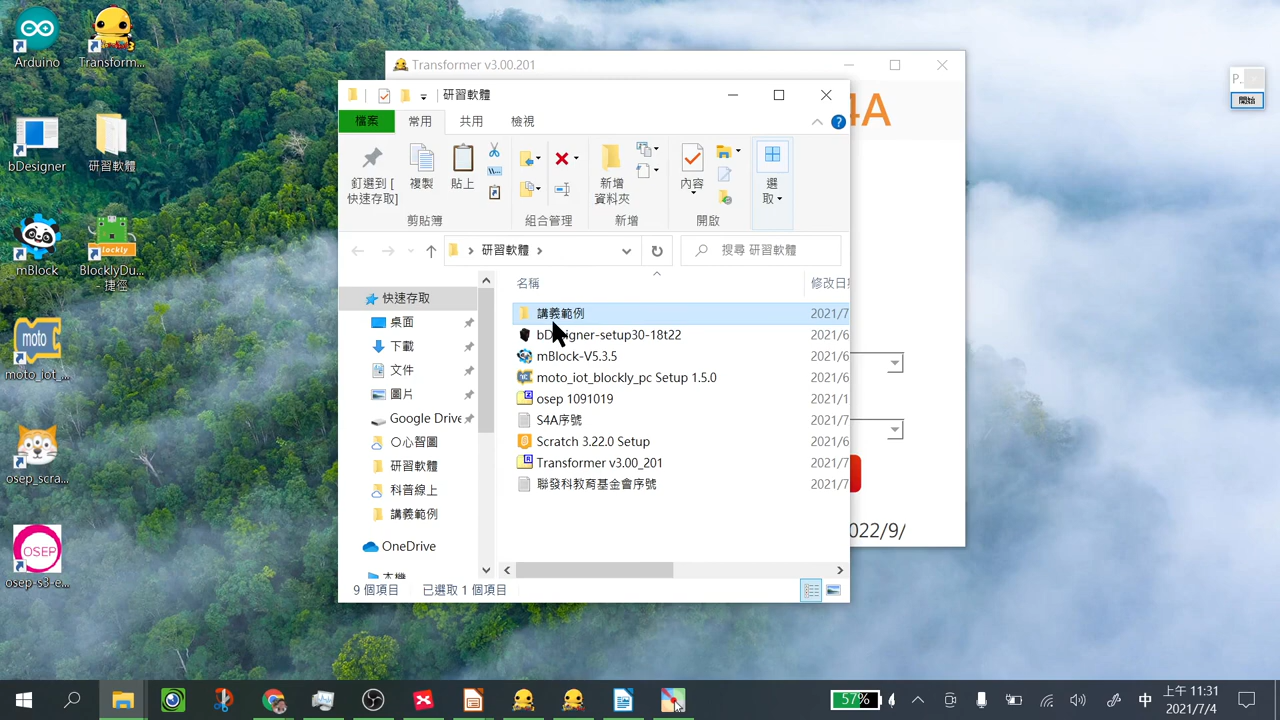 Arduino
Transform...
bDesigner
研習軟體
mBlock
BlocklyDu... - 捷徑
moto_iot_...
osep_scra...
OSEP
osep-s3-e...
Transformer v3.00.201
4A
022/9/
P..
開始
研習軟體
檔案
常用
共用
檢視
釘選到 [快速存取]
複製
貼上
剪貼簿
組合管理
新增資料夾
新增
內容
開啟
選取
研習軟體
搜尋 研習軟體
名稱
修改日期
快速存取
桌面
下載
文件
圖片
Google Drive
〇心智圖
研習軟體
科普線上
講義範例
OneDrive
本機
講義範例 2021/7
bDesigner-setup30-18t22 2021/6
mBlock-V5.3.5 2021/6
moto_iot_blockly_pc Setup 1.5.0 2021/6
osep 1091019 2021/1
S4A序號 2021/7
Scratch 3.22.0 Setup 2021/6
Transformer v3.00_201 2021/7
聯發科教育基金會序號 2021/7
9 個項目 已選取 1 個項目
57%
中
上午 11:31
2021/7/4